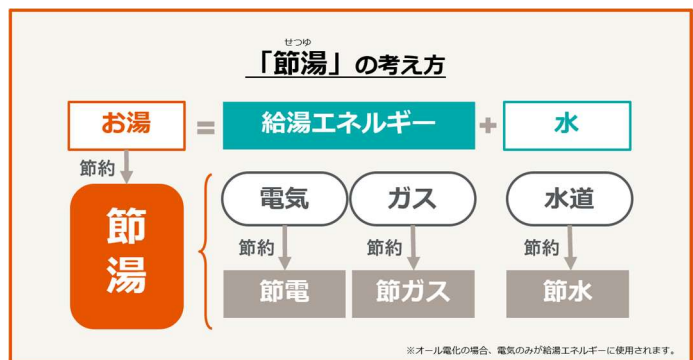 せつゆ
「節湯」の考え方
お湯 = 給湯エネルギー + 水
節約
節湯
電気 ガス 水道
節約 節約 節約
節電 節ガス 節水
※オール電化の場合、電気のみが給湯エネルギーに使用されます。